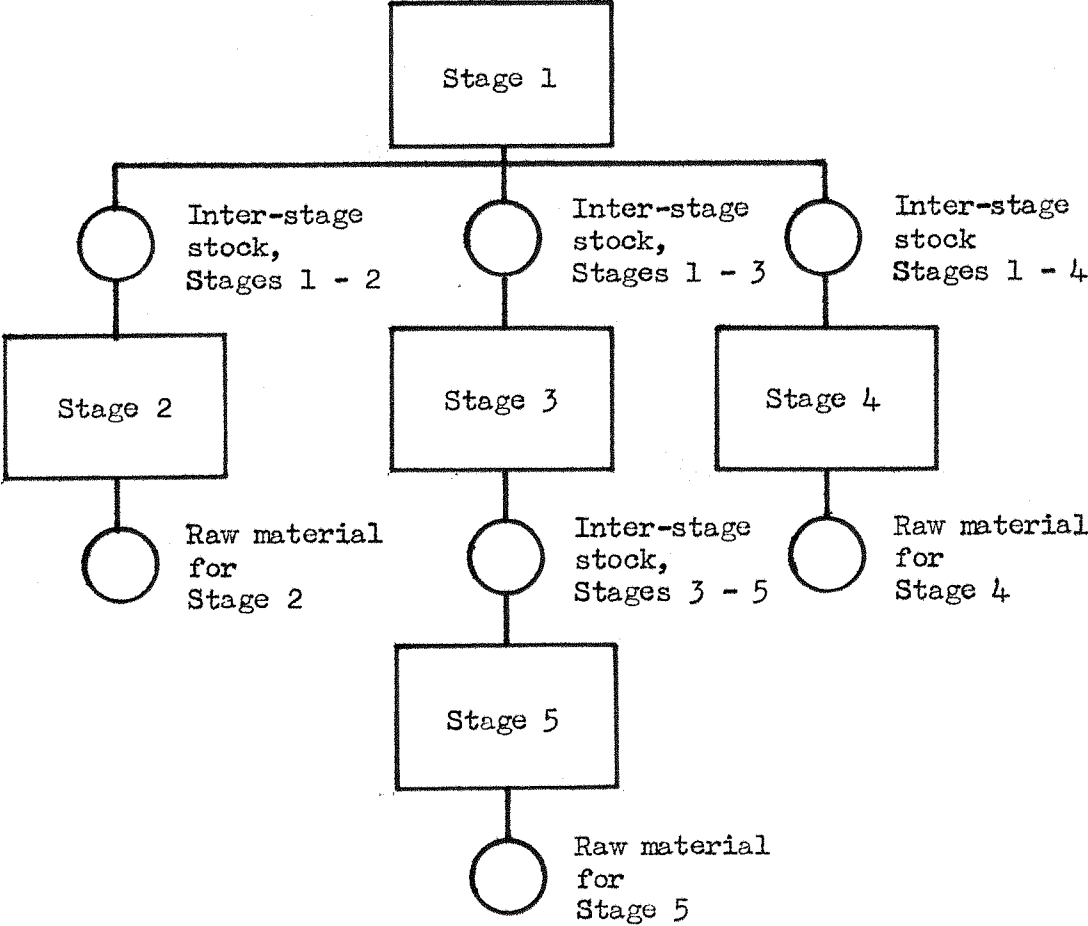 Stage 1
Inter-stage
stock,
Stages 1 - 2
Inter-stage
stock,
Stages 1 - 3
Inter-stage
stock
Stages 1 - 4
Stage 2
Stage 3
Stage 4
Raw material
for
Stage 2
Inter-stage
stock,
Stages 3 - 5
Raw material
for
Stage 4
Stage 5
Raw material
for
Stage 5